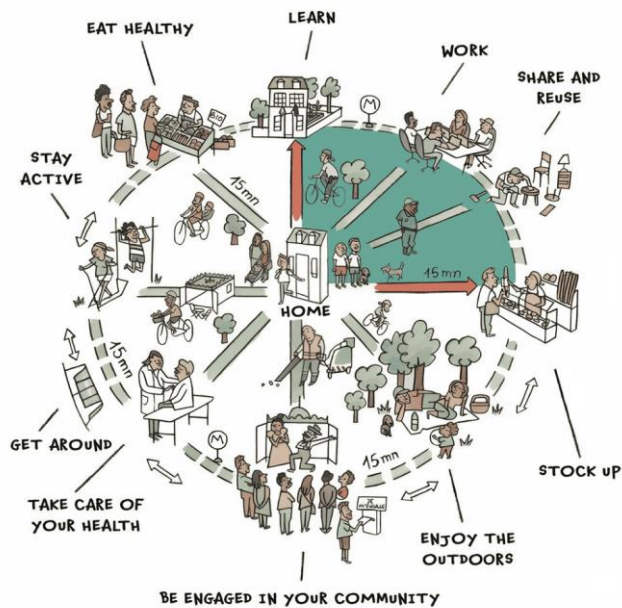 LEARN
EAT HEALTHY
WORK
SHARE AND
REUSE
M
BIO
STAY
ACTIVE
15mn
15mn
HOME
15mn
GET AROUND
M
15mn
STOCK UP
TAKE CARE OF
YOUR HEALTH
ENJOY THE
OUTDOORS
BE ENGAGED IN YOUR COMMUNITY